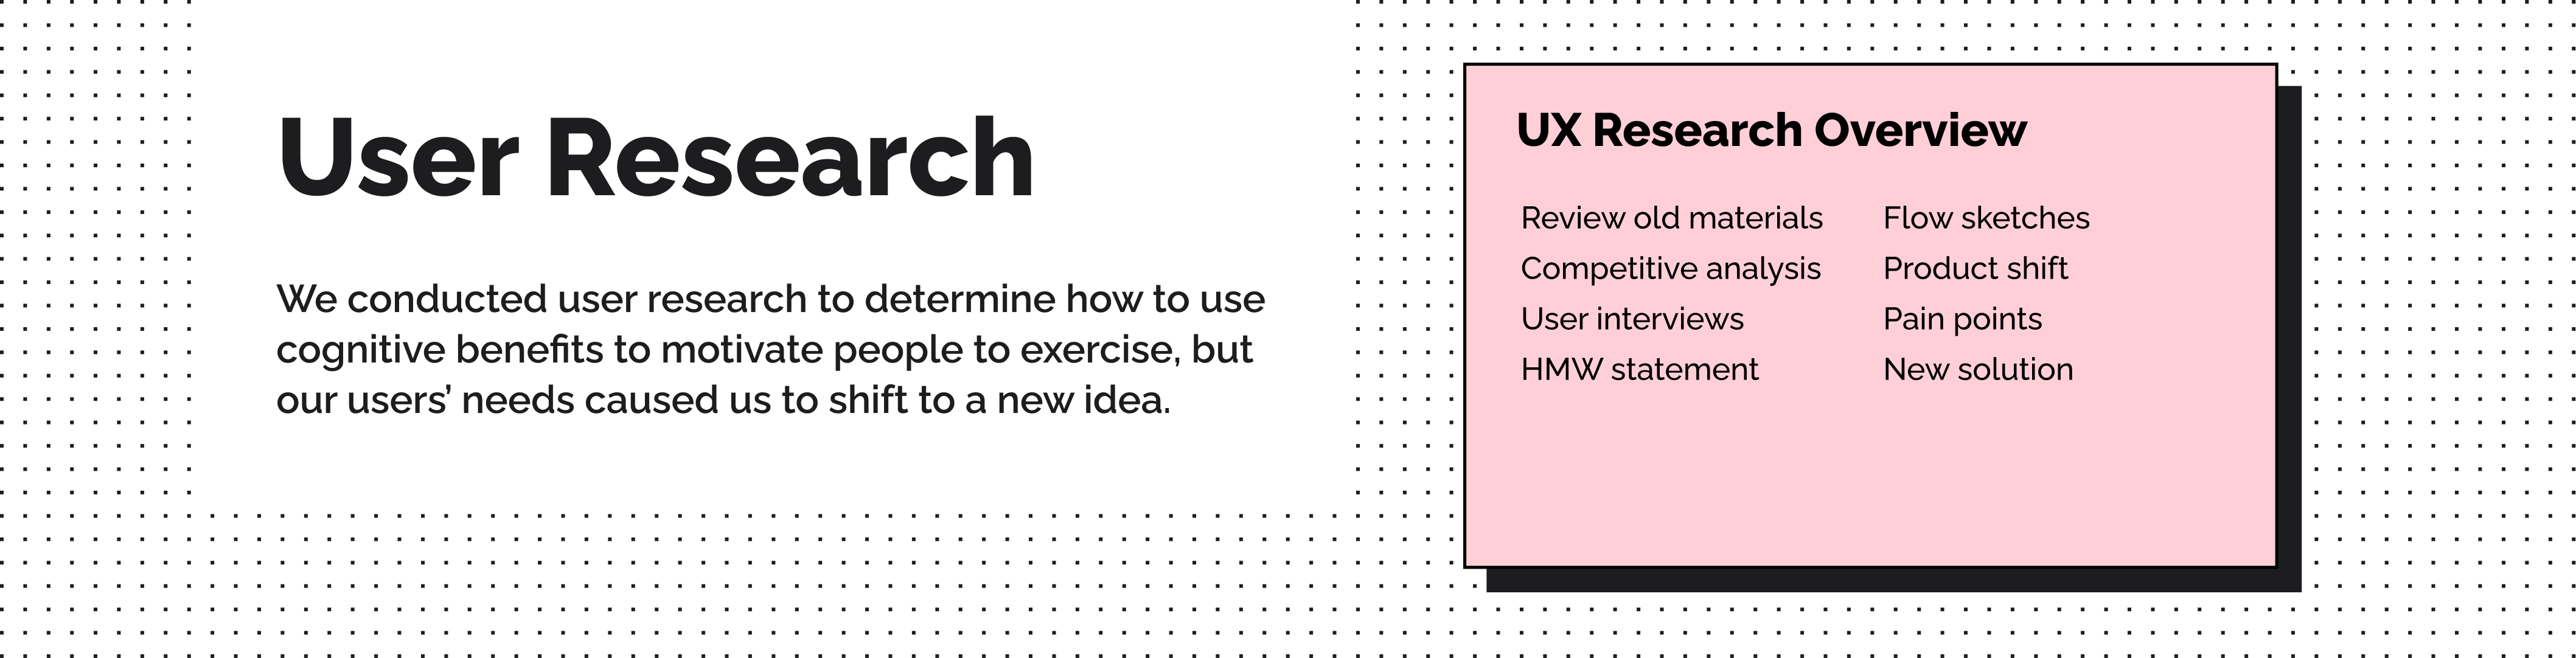 User Research
We conducted user research to determine how to use
cognitive benefits to motivate people to exercise, but
our users’ needs caused us to shift to a new idea.
UX Research Overview
Review old materials
Competitive analysis
User interviews
HMW statement
Flow sketches
Product shift
Pain points
New solution